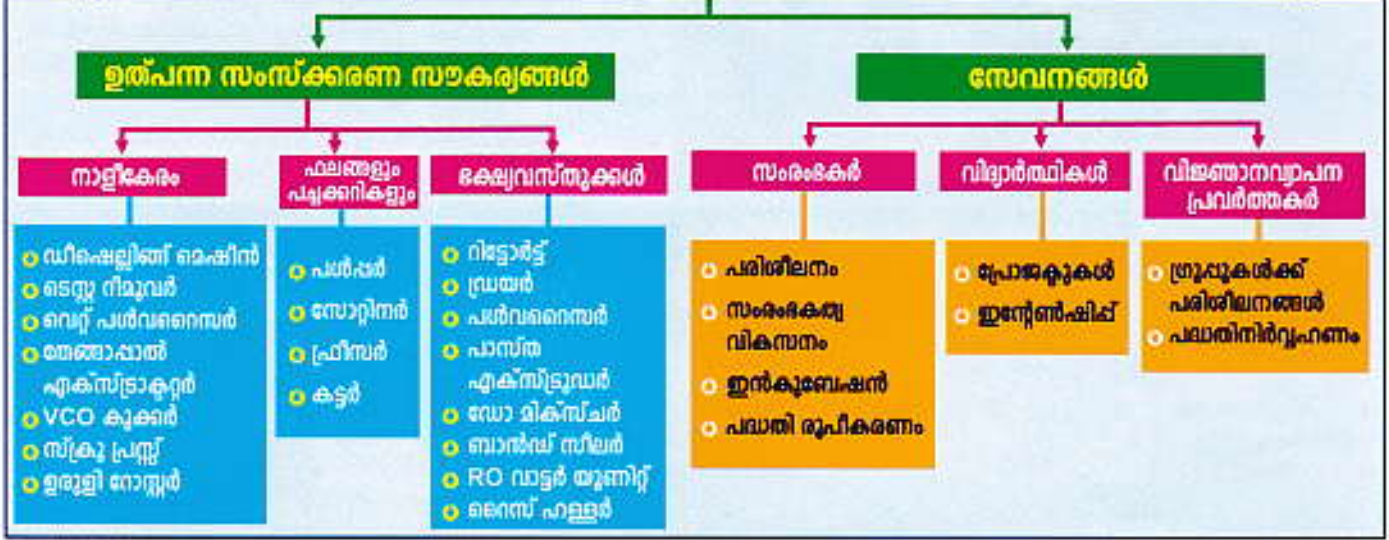 ഉത്പന്ന സംസ്ക്കരണ സൗകര്യങ്ങൾ
സേവനങ്ങൾ
നാളീകേരം
ഫലങ്ങളും
പച്ചക്കറികളും
ഭക്ഷ്യവസ്തുക്കൾ
സംരംഭകർ
വിദ്യാർത്ഥികൾ
വിജ്ഞാനവ്യാപന
പ്രവർത്തകർ
ഡീഷെല്ലിങ്ങ് മെഷീൻ
ടെസ്റ്റ റീമൂവർ
വെറ്റ് പൾവറൈസർ
തേങ്ങാപ്പാൽ
എക്സ്ട്രാക്ടർ
VCO കുക്കർ
സ്ക്രൂ പ്രസ്സ്
ഉരുളി റോസ്റ്റർ
പൾപ്പർ
സോറ്റിനർ
ഫ്രീസർ
കട്ടർ
റിട്ടോർട്ട്
ഡ്രയർ
പൾവറൈസർ
പാസ്ത
എക്സ്ട്രൂഡർ
ഡോ മിക്സ്ചർ
ബാൻഡ് സീലർ
RO വാട്ടർ യൂണിറ്റ്
റൈസ് ഹള്ളർ
പരിശീലനം
സംരംഭകത്വ
വികസനം
ഇൻകുബേഷൻ
പദ്ധതി രൂപീകരണം
പ്രോജക്ടുകൾ
ഇന്റേൺഷിപ്പ്
ഗ്രൂപ്പുകൾക്ക്
പരിശീലനങ്ങൾ
പദ്ധതിനിർവ്വഹണം